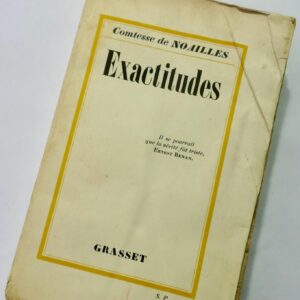 Comtesse de NOAILLES
Exactitudes
Il se pourrait
que la vérité fût triste.
ERNEST RENAN.
GRASSET
S. P.